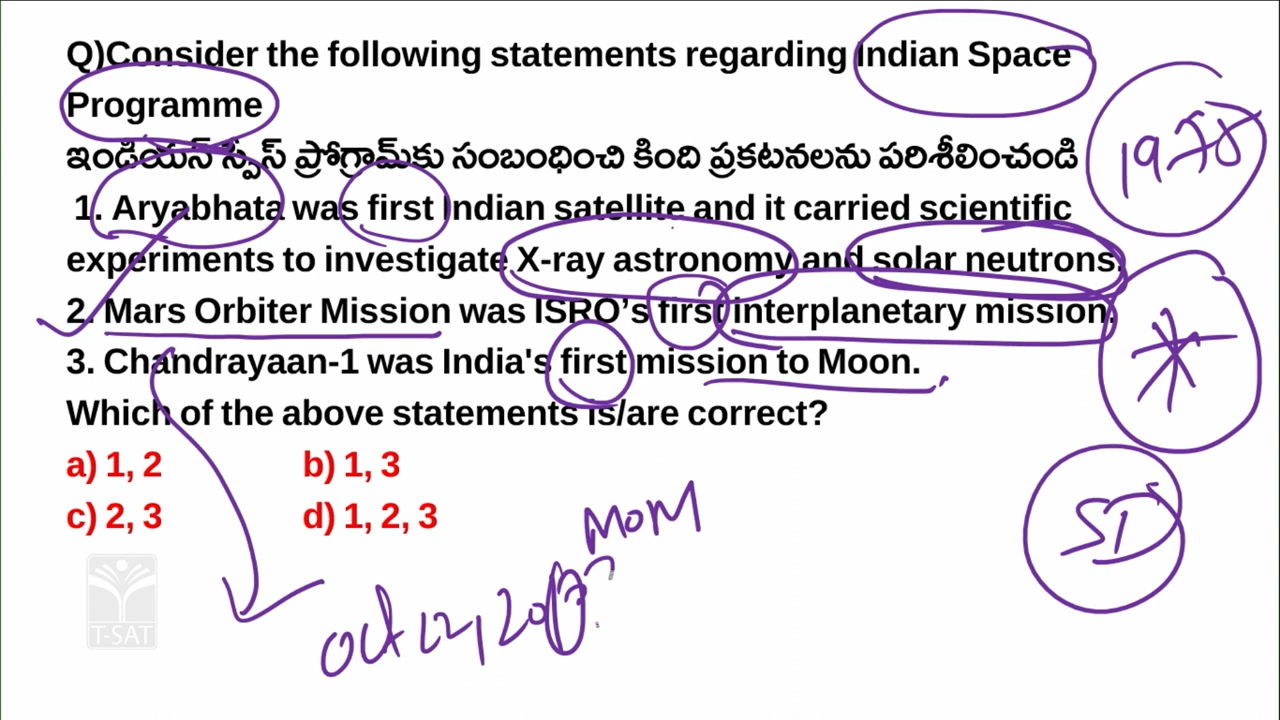 Q)Consider the following statements regarding Indian Space
Programme
ఇండియన్ స్పేస్ ప్రోగ్రామ్‌కు సంబంధించి కింది ప్రకటనలను పరిశీలించండి
1. Aryabhata was first Indian satellite and it carried scientific
experiments to investigate X-ray astronomy and solar neutrons.
2. Mars Orbiter Mission was ISRO's first interplanetary mission.
3. Chandrayaan-1 was India's first mission to Moon.
Which of the above statements is/are correct?
a) 1, 2 b) 1, 3
c) 2, 3 d) 1, 2, 3
MOM
T-SAT